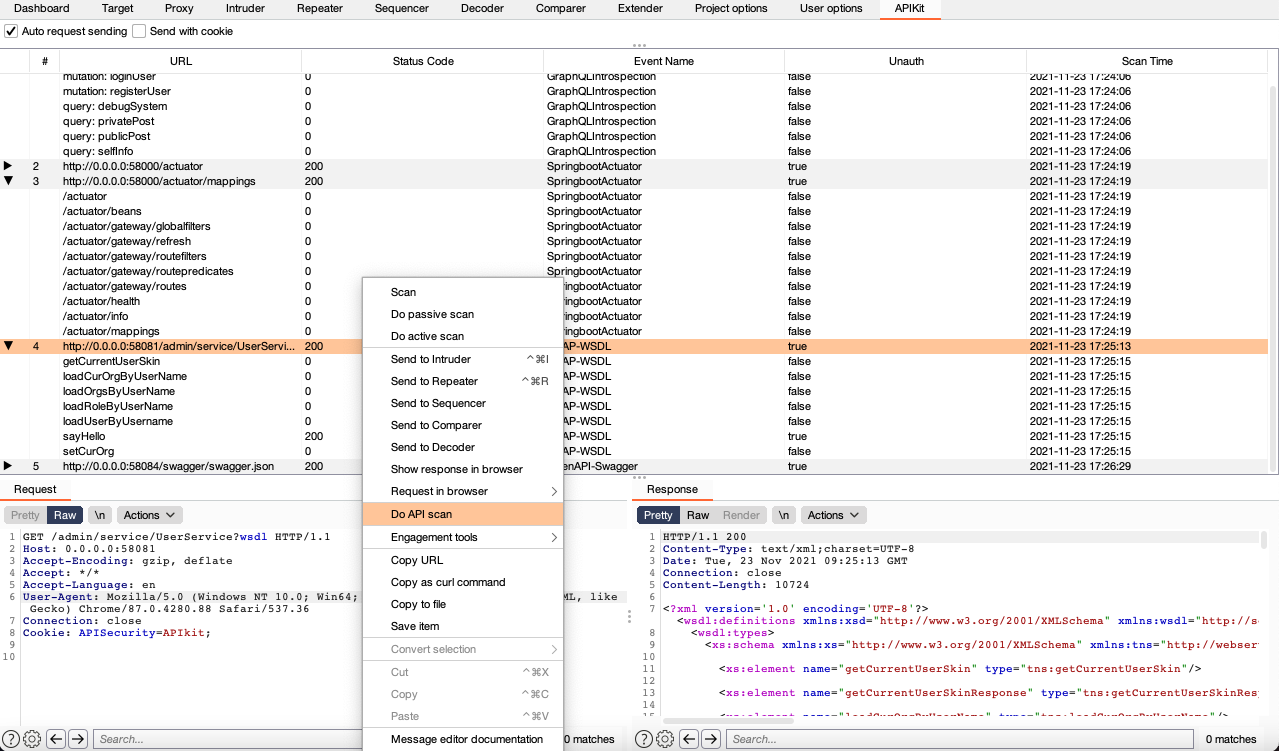 Dashboard Target Proxy Intruder Repeater Sequencer Decoder Comparer Extender Project options User options APIKit
Auto request sending Send with cookie
# URL Status Code Event Name Unauth Scan Time
mutation: loginUser 0 GraphQLIntrospection false 2021-11-23 17:24:06
mutation: registerUser 0 GraphQLIntrospection false 2021-11-23 17:24:06
query: debugSystem 0 GraphQLIntrospection false 2021-11-23 17:24:06
query: privatePost 0 GraphQLIntrospection false 2021-11-23 17:24:06
query: publicPost 0 GraphQLIntrospection false 2021-11-23 17:24:06
query: selfInfo 0 GraphQLIntrospection false 2021-11-23 17:24:06
2 http://0.0.0.0:58000/actuator 200 SpringbootActuator true 2021-11-23 17:24:19
3 http://0.0.0.0:58000/actuator/mappings 200 SpringbootActuator true 2021-11-23 17:24:19
/actuator 0 SpringbootActuator false 2021-11-23 17:24:19
/actuator/beans 0 SpringbootActuator false 2021-11-23 17:24:19
/actuator/gateway/globalfilters 0 SpringbootActuator false 2021-11-23 17:24:19
/actuator/gateway/refresh 0 SpringbootActuator false 2021-11-23 17:24:19
/actuator/gateway/routefilters 0 SpringbootActuator false 2021-11-23 17:24:19
/actuator/gateway/routepredicates 0 SpringbootActuator false 2021-11-23 17:24:19
/actuator/gateway/routes 0 ingbootActuator false 2021-11-23 17:24:19
/actuator/health 0 ingbootActuator false 2021-11-23 17:24:19
/actuator/info 0 ingbootActuator false 2021-11-23 17:24:19
/actuator/mappings 0 ingbootActuator false 2021-11-23 17:24:19
4 http://0.0.0.0:58081/admin/service/UserServi... 200 AP-WSDL true 2021-11-23 17:25:13
getCurrentUserSkin 0 AP-WSDL false 2021-11-23 17:25:15
loadCurOrgByUserName 0 AP-WSDL false 2021-11-23 17:25:15
loadOrgsByUserName 0 AP-WSDL false 2021-11-23 17:25:15
loadRoleByUserName 0 AP-WSDL false 2021-11-23 17:25:15
loadUserByUsername 0 AP-WSDL false 2021-11-23 17:25:15
sayHello 200 AP-WSDL true 2021-11-23 17:25:15
setCurOrg 0 AP-WSDL false 2021-11-23 17:25:15
5 http://0.0.0.0:58084/swagger/swagger.json 200 enAPI-Swagger true 2021-11-23 17:26:29
Scan
Do passive scan
Do active scan
Send to Intruder ^⌘I
Send to Repeater ^⌘R
Send to Sequencer
Send to Comparer
Send to Decoder
Show response in browser
Request in browser
Do API scan
Engagement tools
Copy URL
Copy as curl command
Copy to file
Save item
Convert selection
Cut ^⌘X
Copy ^⌘C
Paste ^⌘V
Message editor documentation
Request
Pretty Raw \n Actions
1 GET /admin/service/UserService?wsdl HTTP/1.1
2 Host: 0.0.0.0:58081
3 Accept-Encoding: gzip, deflate
4 Accept: */*
5 Accept-Language: en
6 User-Agent: Mozilla/5.0 (Windows NT 10.0; Win64; ML, like
Gecko) Chrome/87.0.4280.88 Safari/537.36
7 Connection: close
8 Cookie: APISecurity=APIkit;
9
10
Search... 0 matches
Response
Pretty Raw Render \n Actions
1 HTTP/1.1 200
2 Content-Type: text/xml;charset=UTF-8
3 Date: Tue, 23 Nov 2021 09:25:13 GMT
4 Connection: close
5 Content-Length: 10724
6
7 <?xml version='1.0' encoding='UTF-8'?>
<wsdl:definitions xmlns:xsd="http://www.w3.org/2001/XMLSchema" xmlns:wsdl="http://s
8 <wsdl:types>
9 <xs:schema xmlns:xs="http://www.w3.org/2001/XMLSchema" xmlns:tns="http://webser
10
11 <xs:element name="getCurrentUserSkin" type="tns:getCurrentUserSkin"/>
12
13 <xs:element name="getCurrentUserSkinResponse" type="tns:getCurrentUserSkinResp
14
15 <xs:element name="loadCurOrgByUserName" type="tns:loadCurOrgByUserName"/>
Search... 0 matches